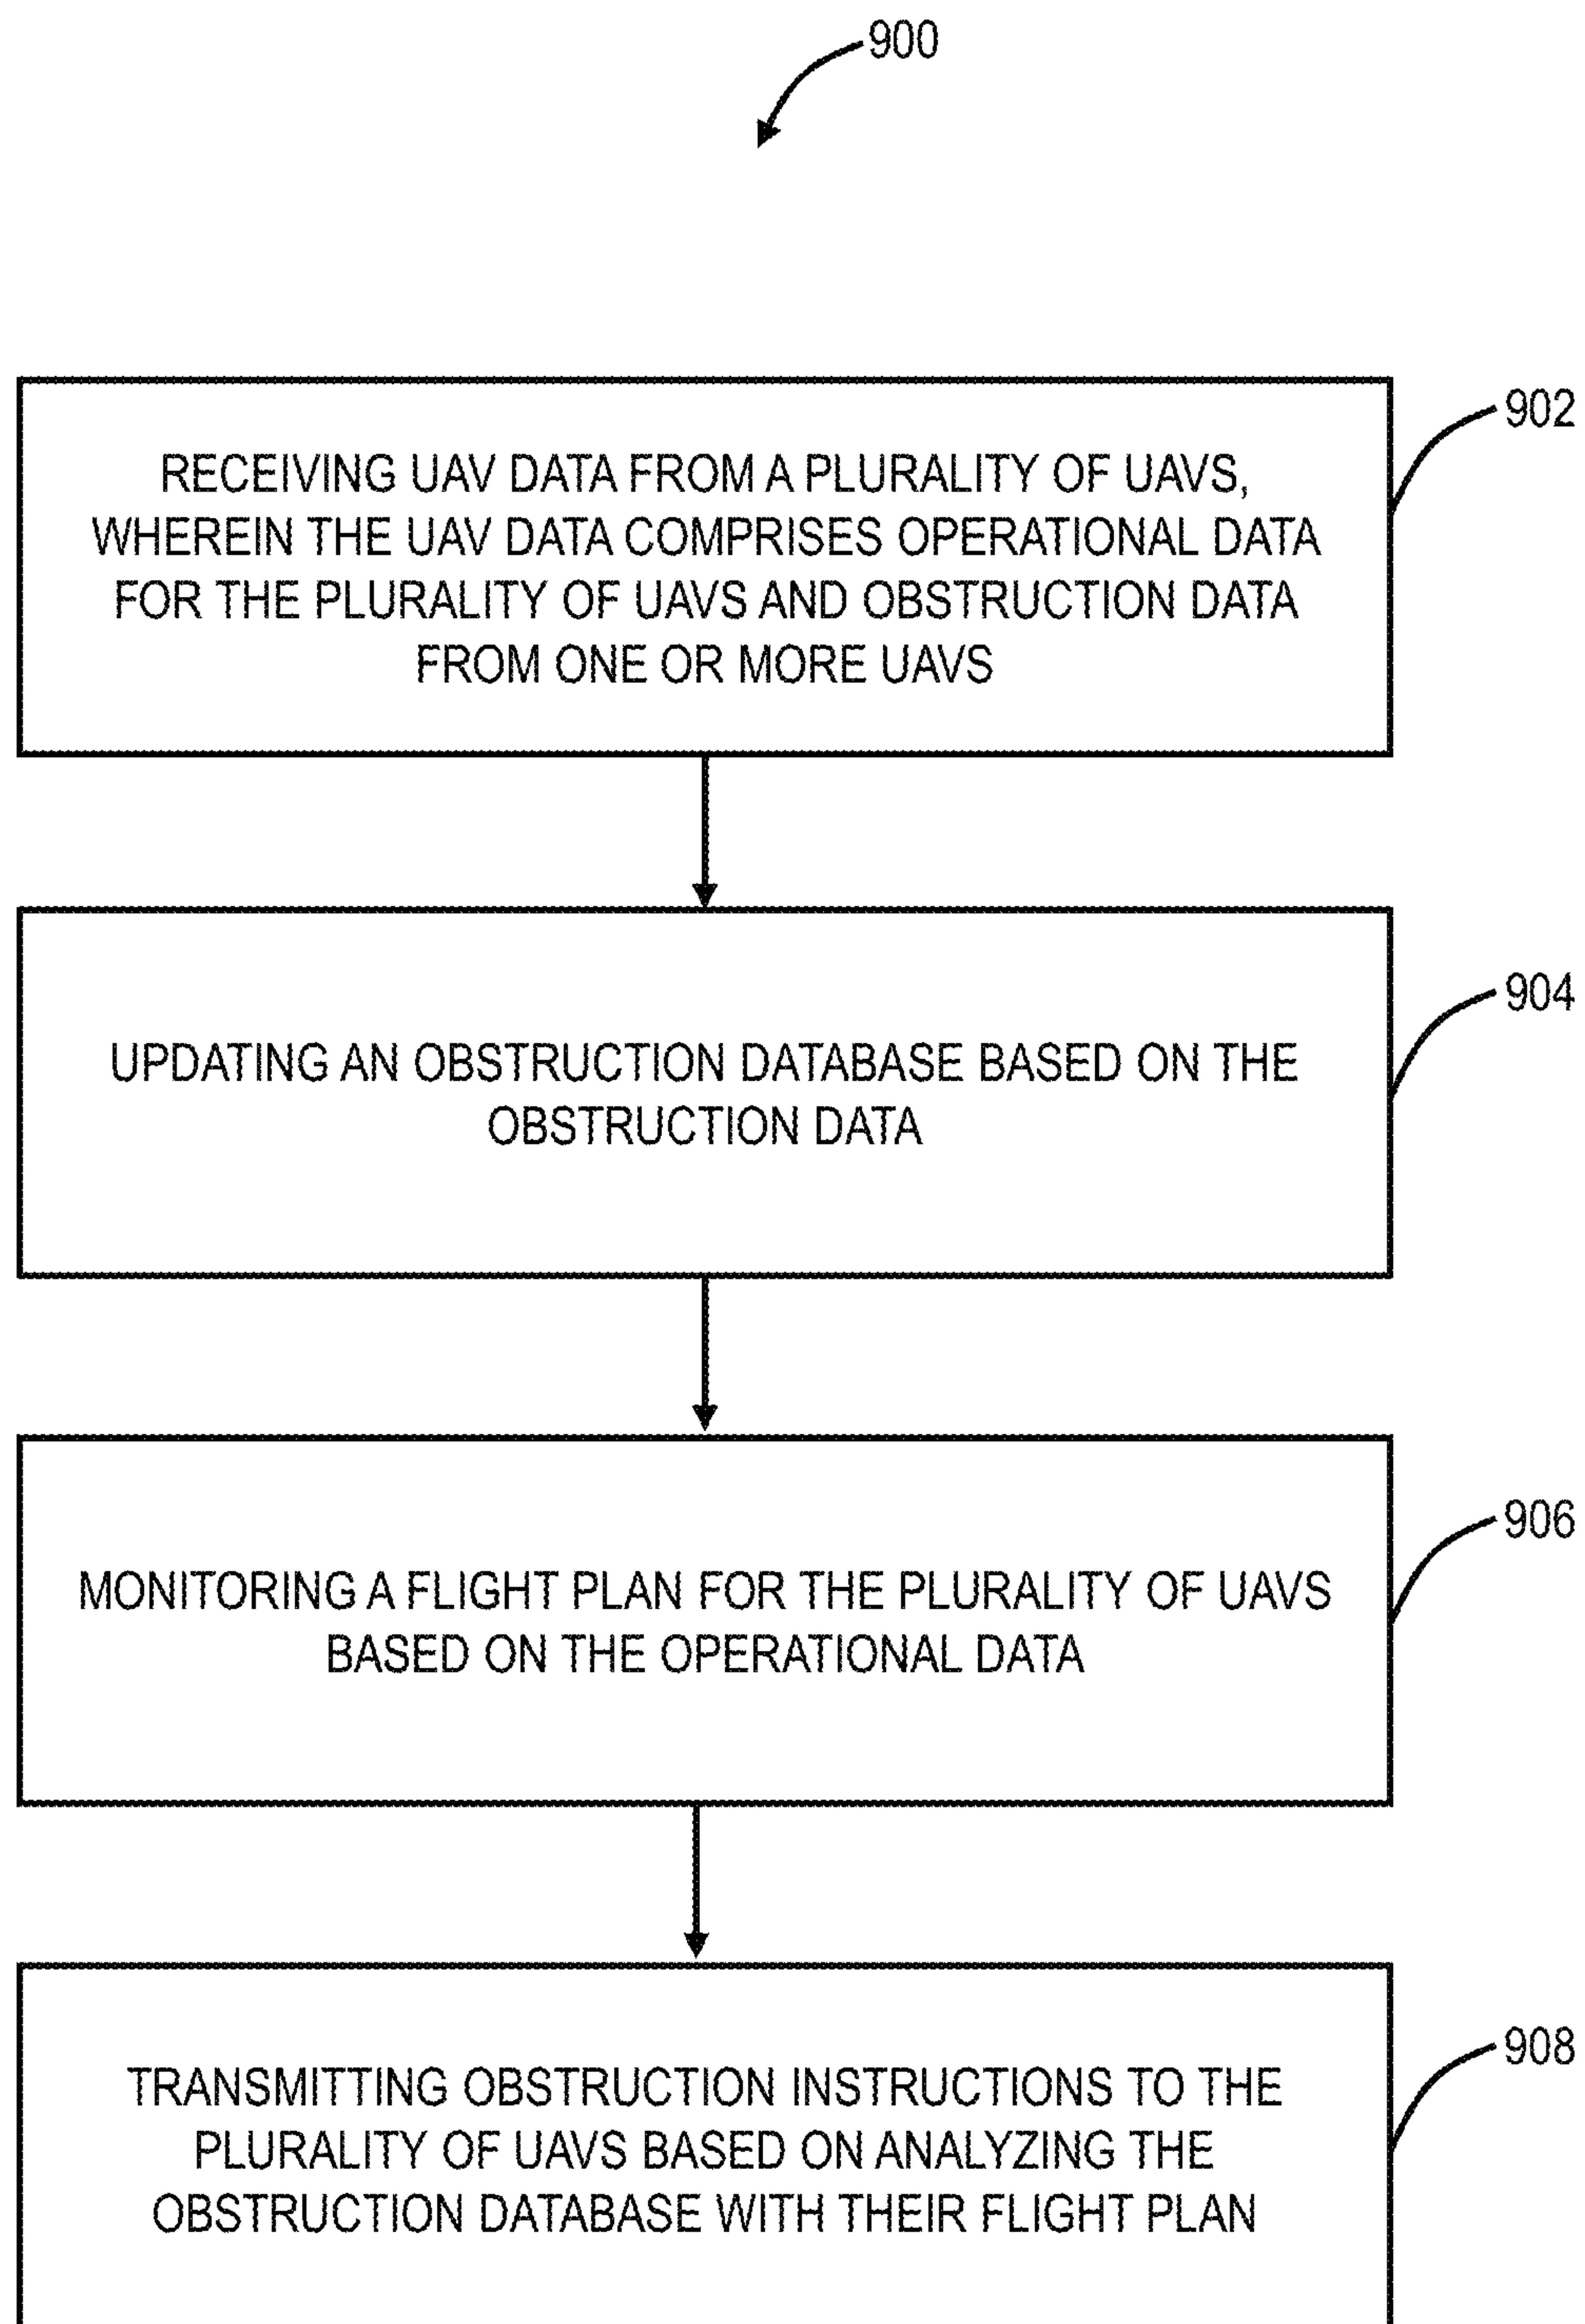 900
902
RECEIVING UAV DATA FROM A PLURALITY OF UAVS,
WHEREIN THE UAV DATA COMPRISES OPERATIONAL DATA
FOR THE PLURALITY OF UAVS AND OBSTRUCTION DATA
FROM ONE OR MORE UAVS
904
UPDATING AN OBSTRUCTION DATABASE BASED ON THE
OBSTRUCTION DATA
906
MONITORING A FLIGHT PLAN FOR THE PLURALITY OF UAVS
BASED ON THE OPERATIONAL DATA
908
TRANSMITTING OBSTRUCTION INSTRUCTIONS TO THE
PLURALITY OF UAVS BASED ON ANALYZING THE
OBSTRUCTION DATABASE WITH THEIR FLIGHT PLAN